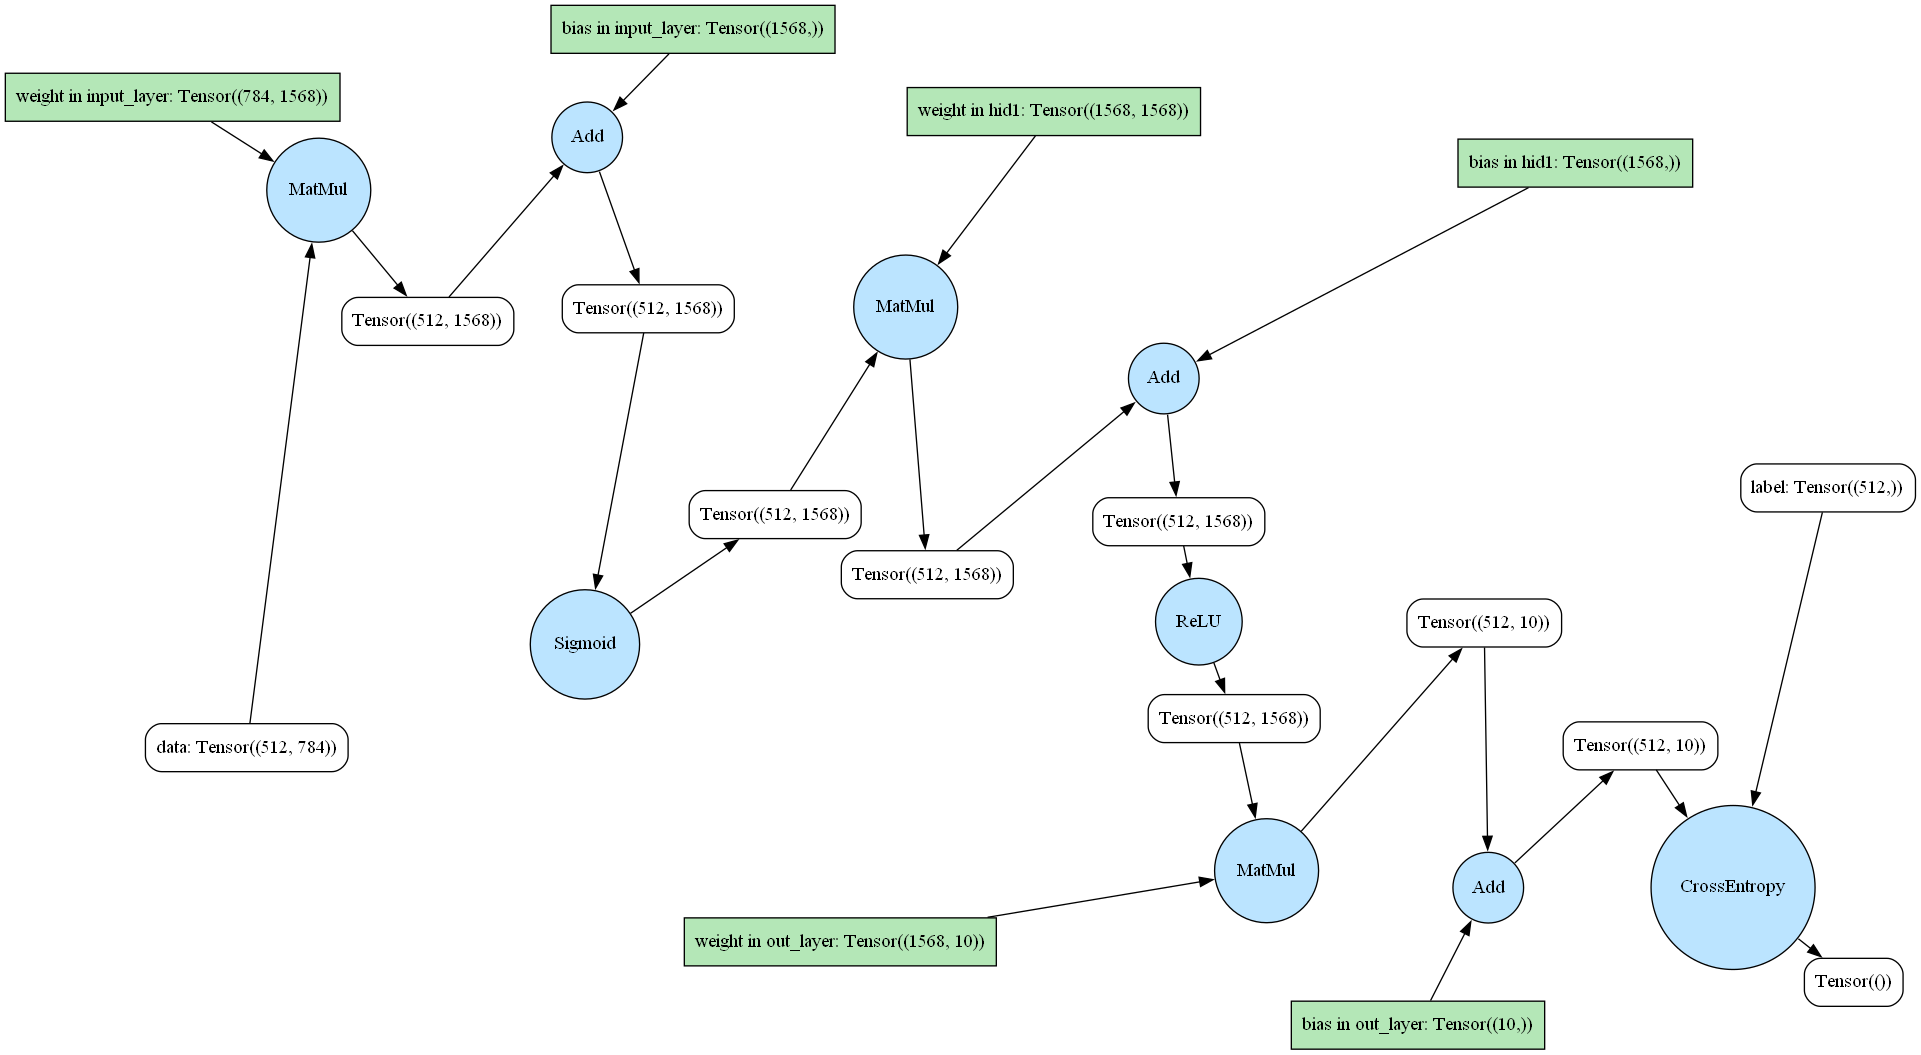 bias in input_layer: Tensor((1568,))
weight in input_layer: Tensor((784, 1568))
weight in hid1: Tensor((1568, 1568))
Add
bias in hid1: Tensor((1568,))
MatMul
MatMul
Tensor((512, 1568))
Tensor((512, 1568))
Add
label: Tensor((512,))
Tensor((512, 1568))
Tensor((512, 1568))
Tensor((512, 1568))
ReLU
Tensor((512, 10))
Sigmoid
Tensor((512, 1568))
data: Tensor((512, 784))
Tensor((512, 10))
MatMul
Add
CrossEntropy
weight in out_layer: Tensor((1568, 10))
Tensor(())
bias in out_layer: Tensor((10,))